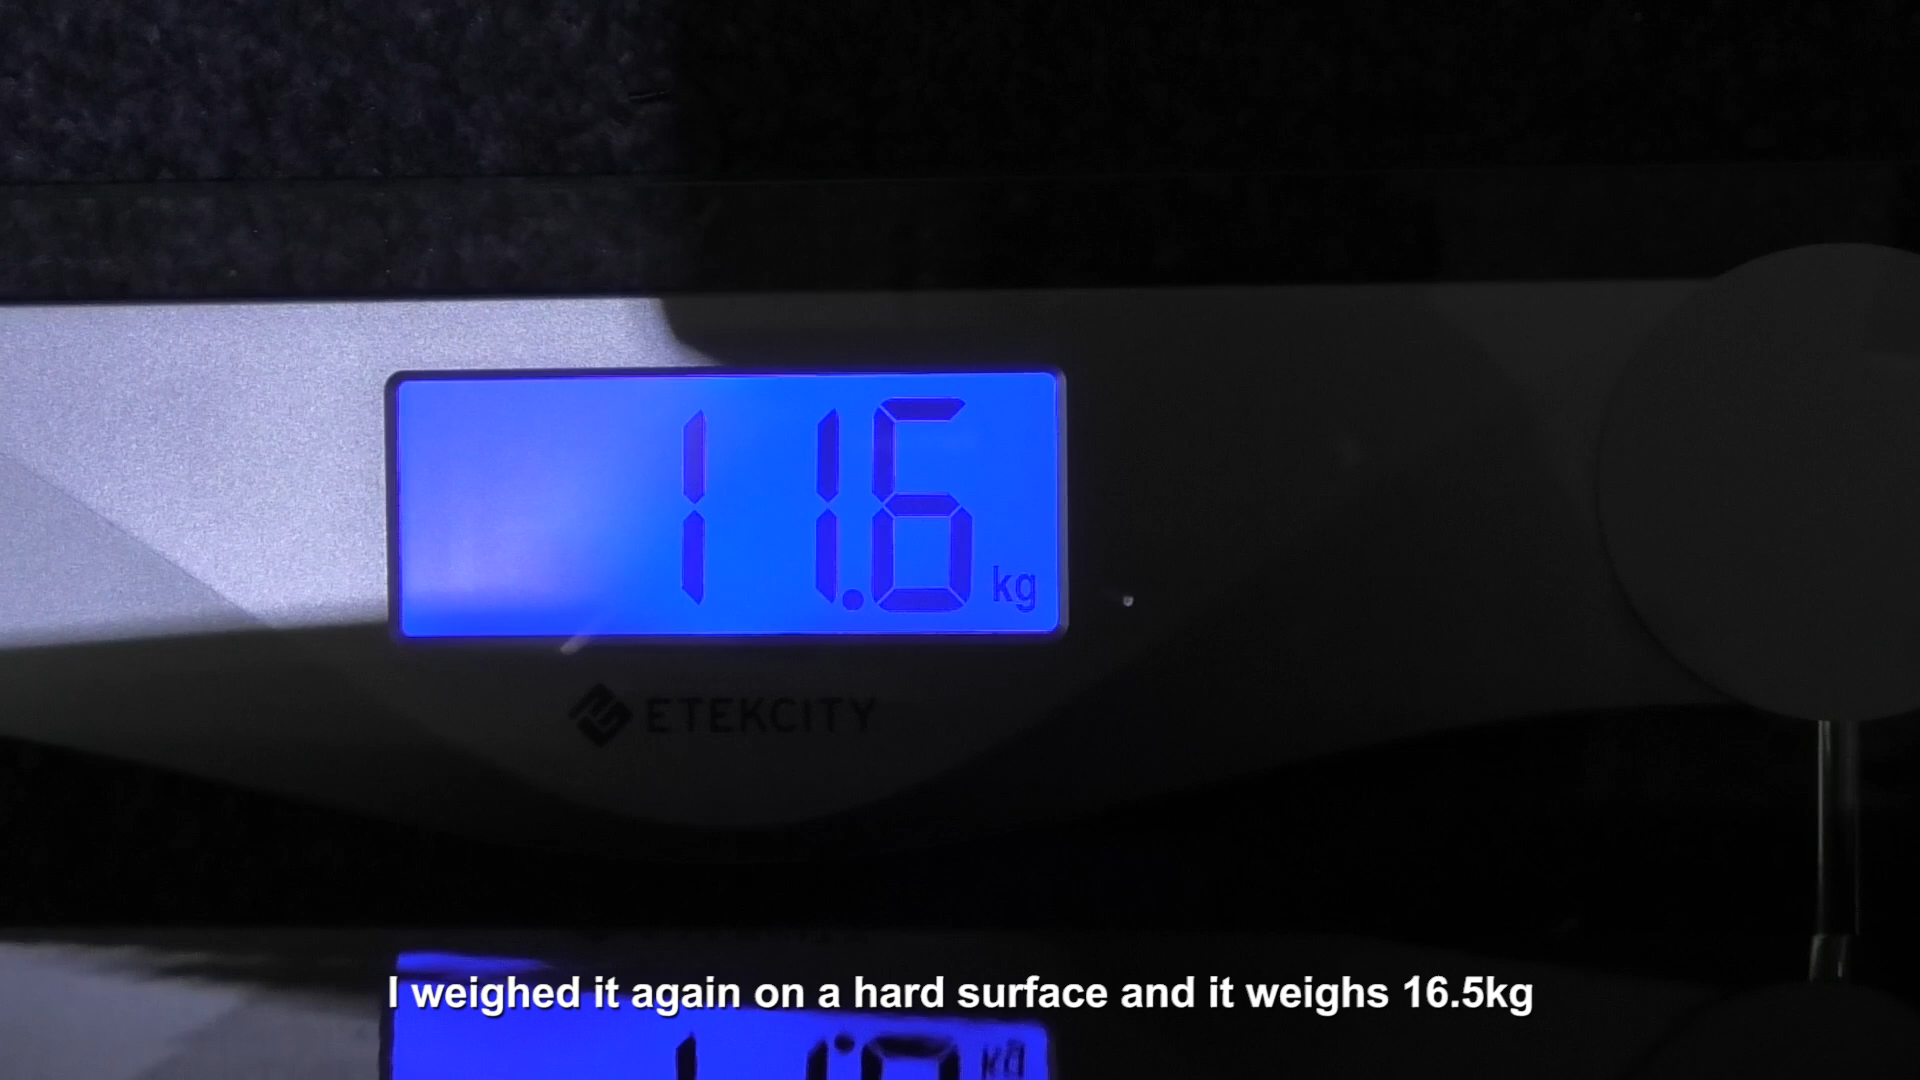 11.6 kg
ETEKCITY
I weighed it again on a hard surface and it weighs 16.5kg